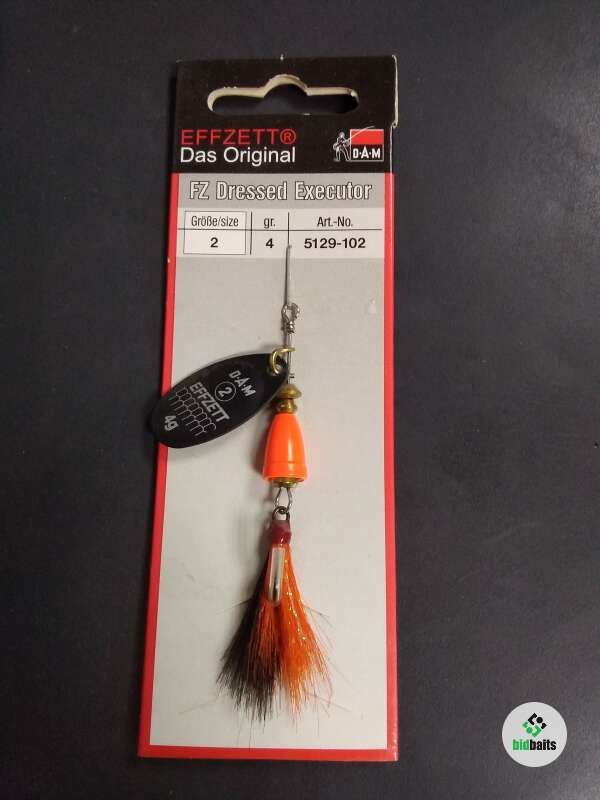 EFFZETT®
Das Original
D·A·M
FZ Dressed Executor
Größe/size gr. Art.-No.
2 4 5129-102
D·A·M
2
EFFZETT
4g
bidbaits